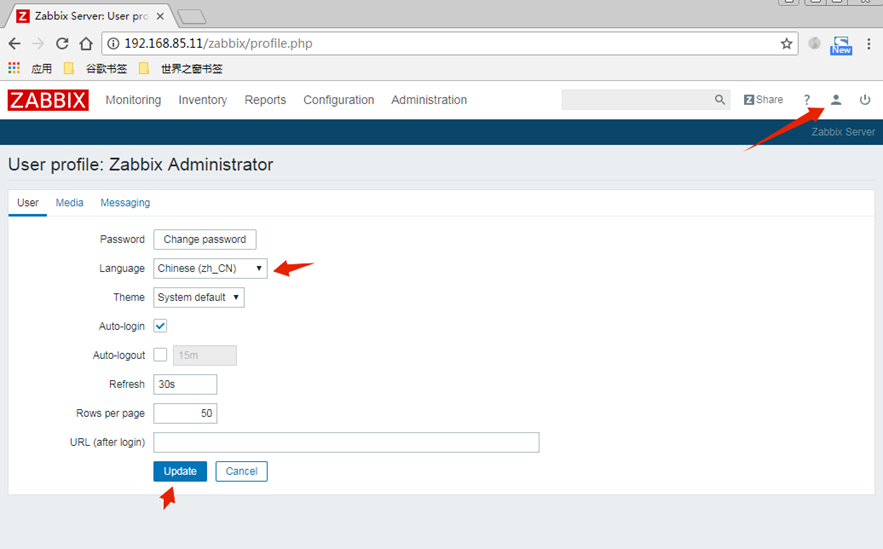 Zabbix Server: User pro
192.168.85.11/zabbix/profile.php
New
应用 谷歌书签 世界之窗书签
ZABBIX Monitoring Inventory Reports Configuration Administration Z Share ?
Zabbix Server
User profile: Zabbix Administrator
User Media Messaging
Password Change password
Language Chinese (zh_CN)
Theme System default
Auto-login
Auto-logout 15m
Refresh 30s
Rows per page 50
URL (after login)
Update Cancel